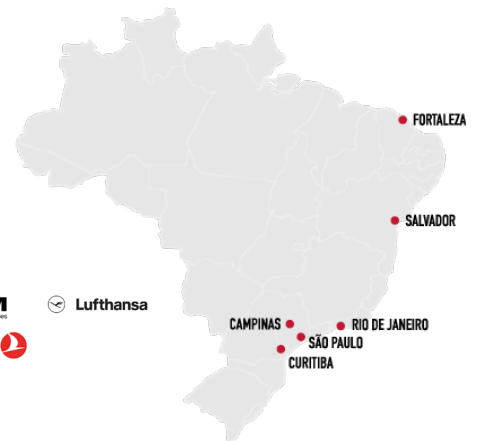 FORTALEZA
SALVADOR
Lufthansa
CAMPINAS
RIO DE JANEIRO
SÃO PAULO
CURITIBA